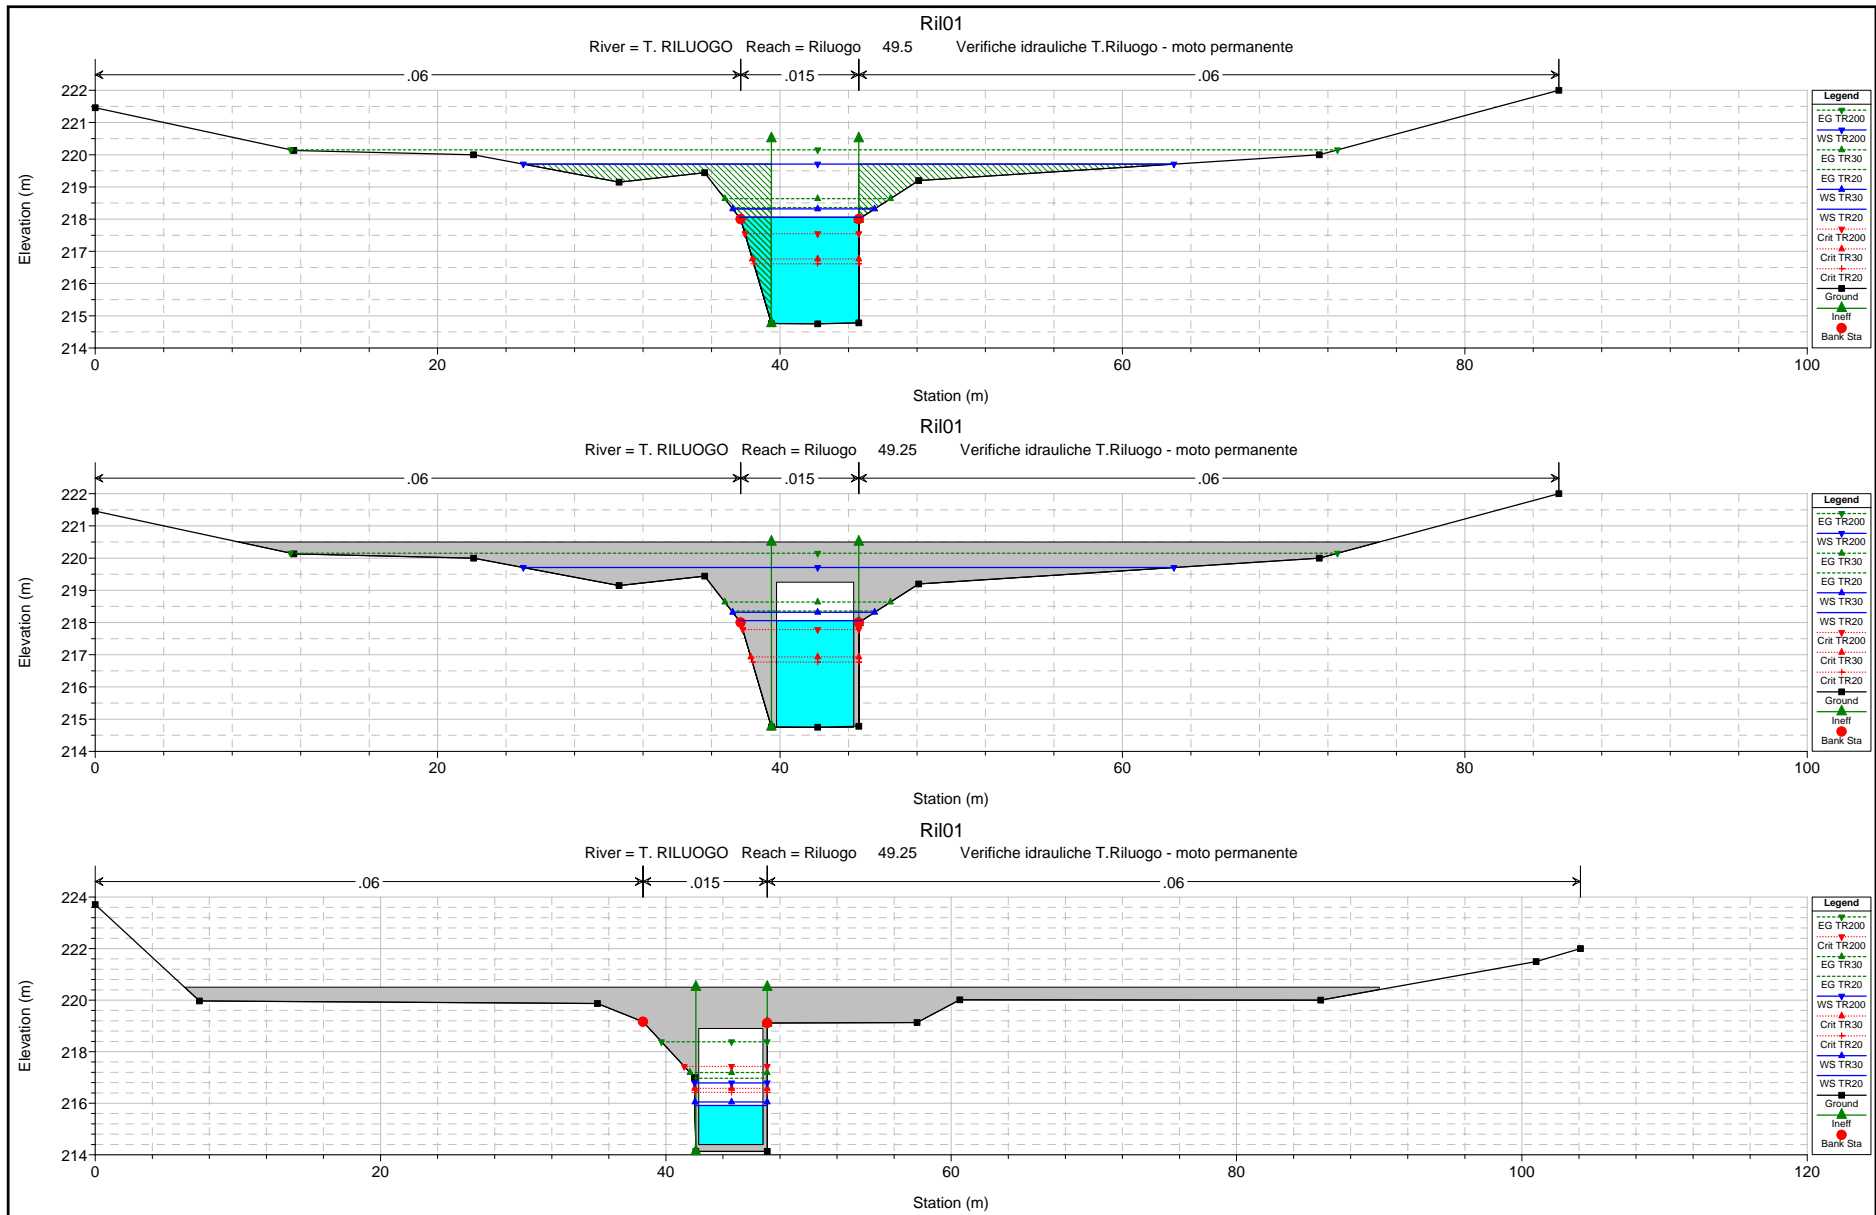 Ril01
River = T. RILUOGO Reach = Riluogo 49.5 Verifiche idrauliche T.Riluogo - moto permanente
.06 .015 .06
222
221
220
219
218
217
216
215
214
Elevation (m)
0 20 40 60 80 100
Station (m)
Legend
EG TR200
WS TR200
EG TR30
EG TR20
WS TR30
WS TR20
Crit TR200
Crit TR30
Crit TR20
Ground
Ineff
Bank Sta
Ril01
River = T. RILUOGO Reach = Riluogo 49.25 Verifiche idrauliche T.Riluogo - moto permanente
.06 .015 .06
222
221
220
219
218
217
216
215
214
Elevation (m)
0 20 40 60 80 100
Station (m)
Legend
EG TR200
WS TR200
EG TR30
EG TR20
WS TR30
WS TR20
Crit TR200
Crit TR30
Crit TR20
Ground
Ineff
Bank Sta
Ril01
River = T. RILUOGO Reach = Riluogo 49.25 Verifiche idrauliche T.Riluogo - moto permanente
.06 .015 .06
224
222
220
218
216
214
Elevation (m)
0 20 40 60 80 100 120
Station (m)
Legend
EG TR200
Crit TR200
EG TR30
EG TR20
WS TR200
Crit TR30
Crit TR20
WS TR30
WS TR20
Ground
Ineff
Bank Sta